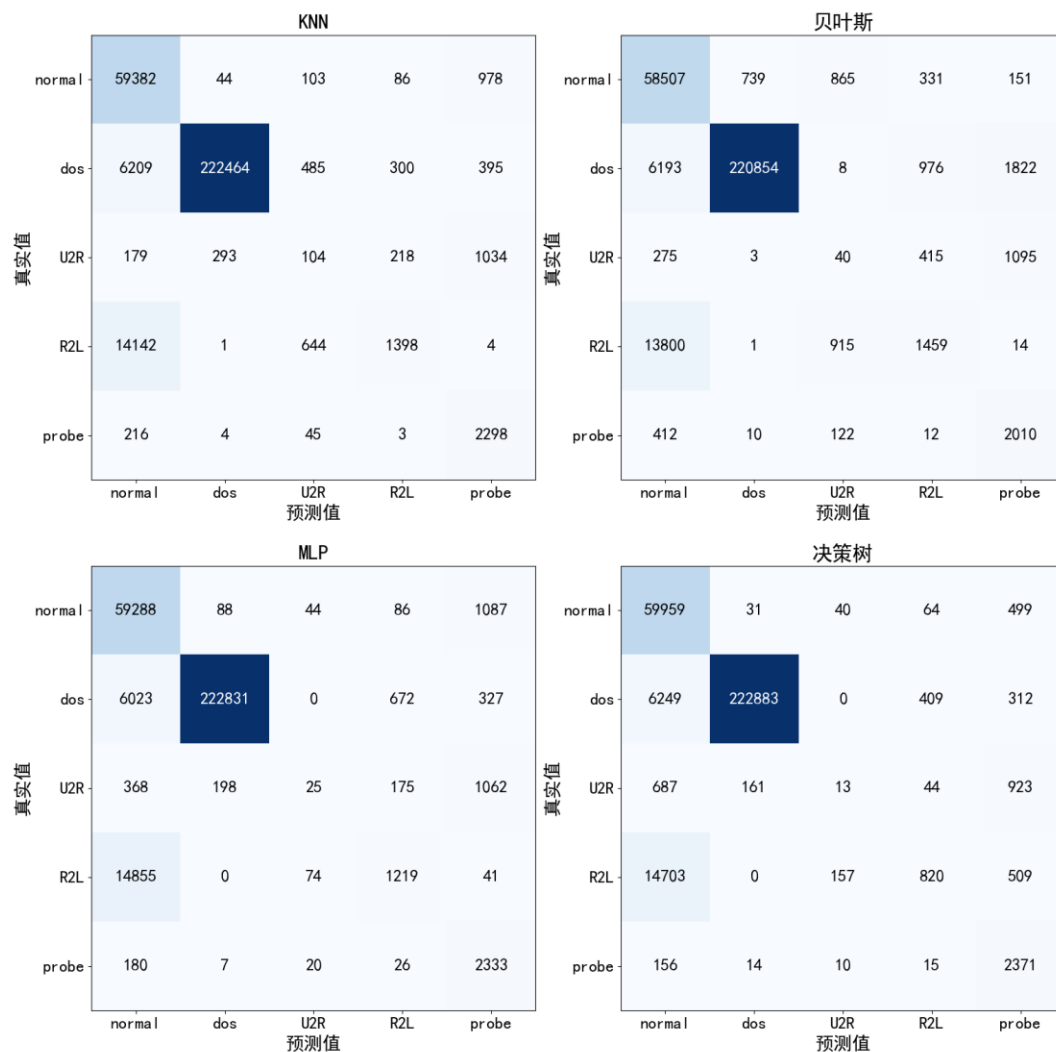 KNN
normal 59382 44 103 86 978
dos 6209 222464 485 300 395
U2R 179 293 104 218 1034
R2L 14142 1 644 1398 4
probe 216 4 45 3 2298
normal dos U2R R2L probe
预测值
真实值
贝叶斯
normal 58507 739 865 331 151
dos 6193 220854 8 976 1822
U2R 275 3 40 415 1095
R2L 13800 1 915 1459 14
probe 412 10 122 12 2010
normal dos U2R R2L probe
预测值
真实值
MLP
normal 59288 88 44 86 1087
dos 6023 222831 0 672 327
U2R 368 198 25 175 1062
R2L 14855 0 74 1219 41
probe 180 7 20 26 2333
normal dos U2R R2L probe
预测值
真实值
决策树
normal 59959 31 40 64 499
dos 6249 222883 0 409 312
U2R 687 161 13 44 923
R2L 14703 0 157 820 509
probe 156 14 10 15 2371
normal dos U2R R2L probe
预测值
真实值